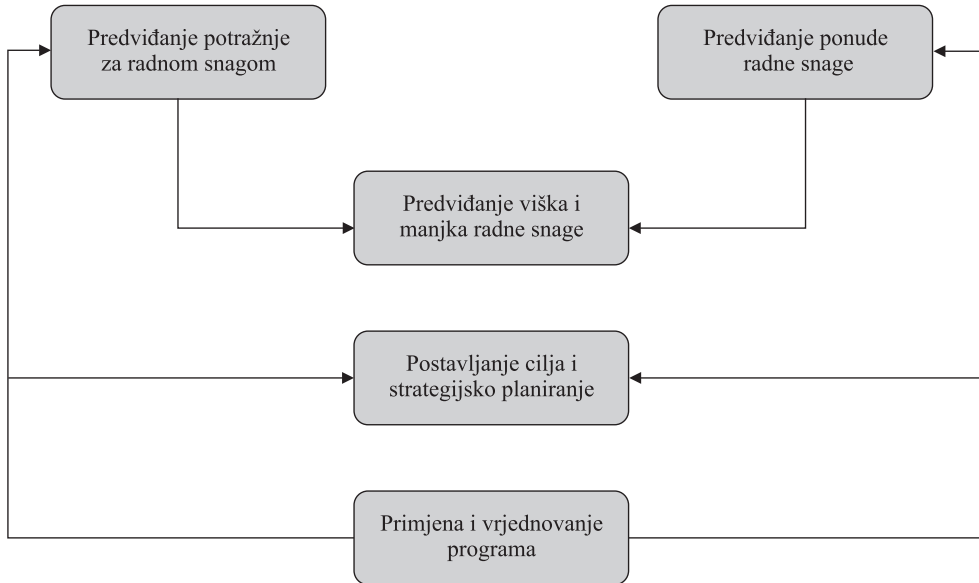 Predviđanje potražnje
za radnom snagom
Predviđanje ponude
radne snage
Predviđanje viška i
manjka radne snage
Postavljanje cilja i
strategijsko planiranje
Primjena i vrjednovanje
programa